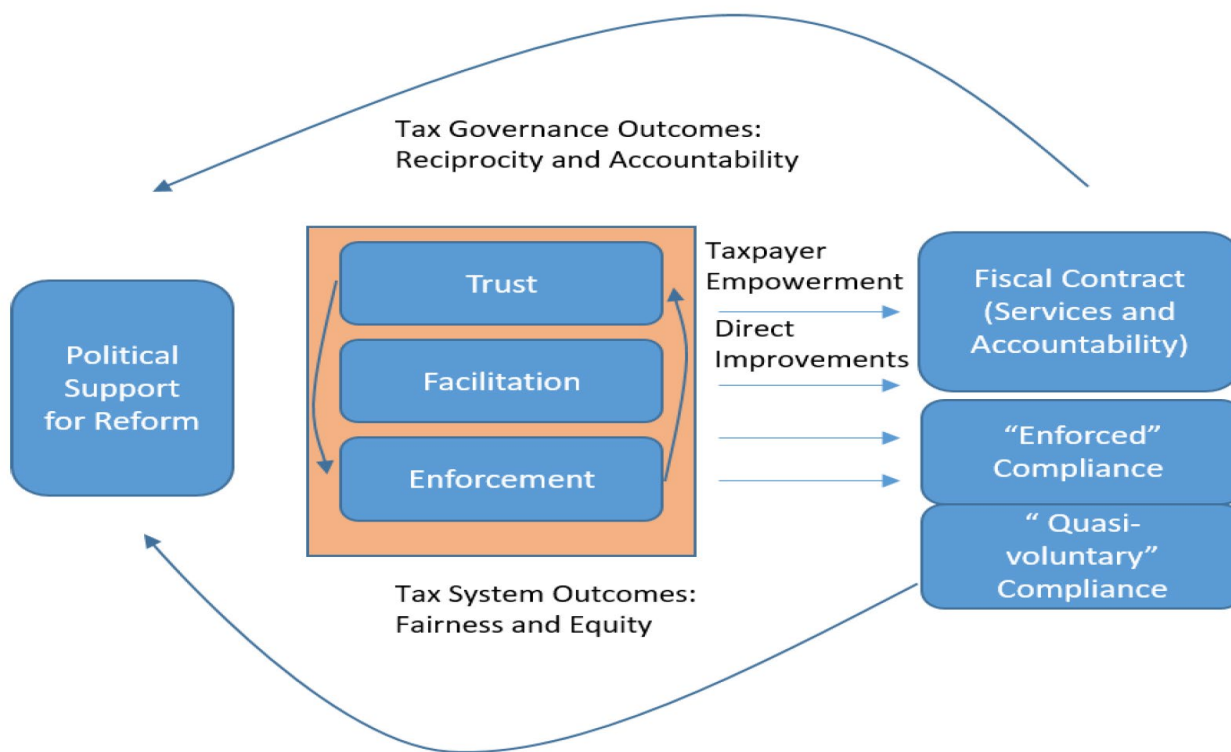 Tax Governance Outcomes:
Reciprocity and Accountability
Political
Support
for Reform
Trust
Facilitation
Enforcement
Taxpayer
Empowerment
Direct
Improvements
Fiscal Contract
(Services and
Accountability)
“Enforced”
Compliance
“ Quasi-
voluntary”
Compliance
Tax System Outcomes:
Fairness and Equity